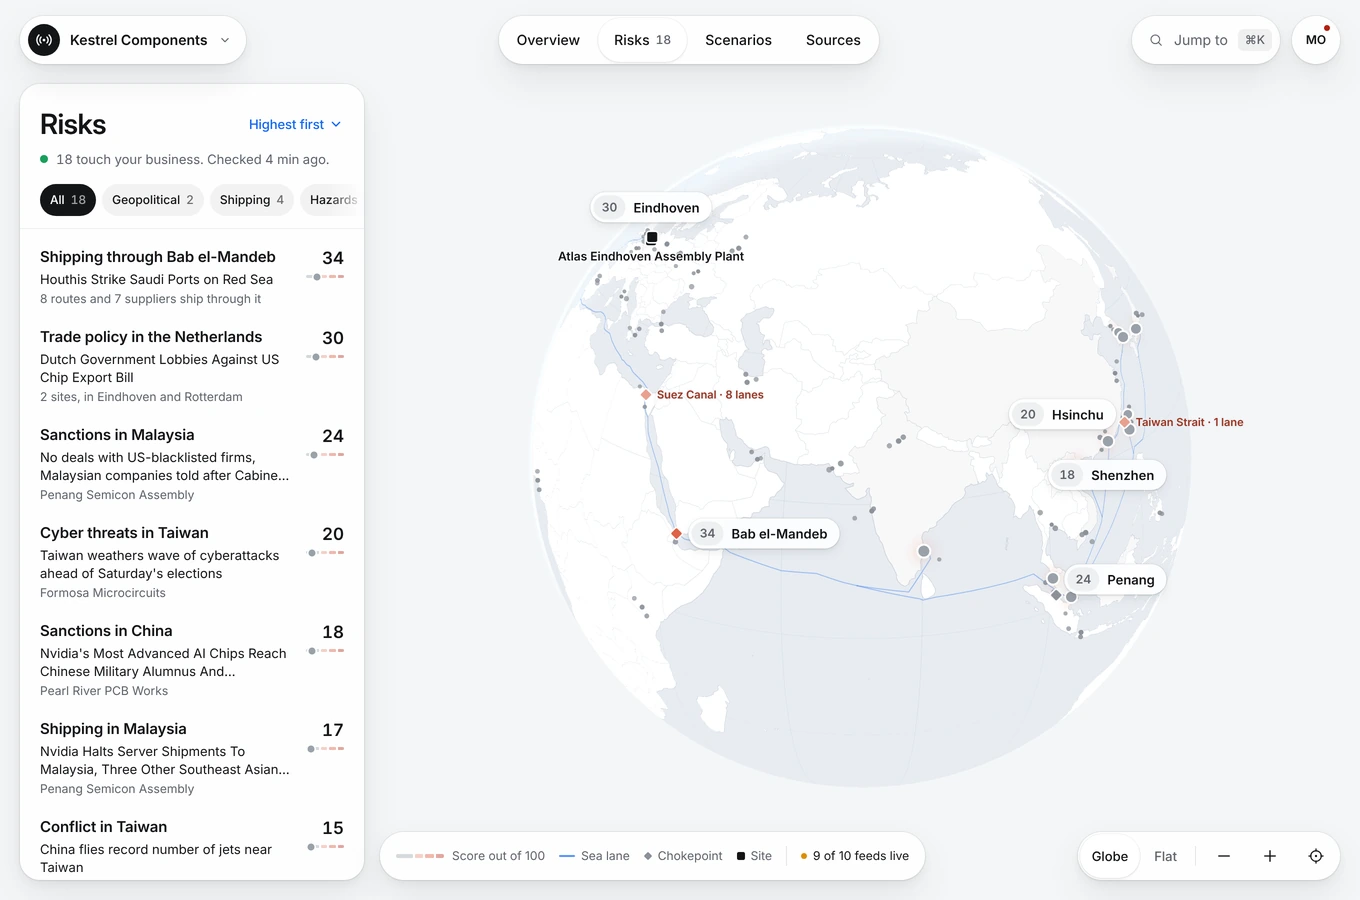 Kestrel Components
Overview
Risks 18
Scenarios
Sources
Jump to ⌘K
MO
Risks
Highest first
18 touch your business. Checked 4 min ago.
All 18
Geopolitical 2
Shipping 4
Hazards
Shipping through Bab el-Mandeb 34
Houthis Strike Saudi Ports on Red Sea
8 routes and 7 suppliers ship through it
Trade policy in the Netherlands 30
Dutch Government Lobbies Against US
Chip Export Bill
2 sites, in Eindhoven and Rotterdam
Sanctions in Malaysia 24
No deals with US-blacklisted firms,
Malaysian companies told after Cabine...
Penang Semicon Assembly
Cyber threats in Taiwan 20
Taiwan weathers wave of cyberattacks
ahead of Saturday's elections
Formosa Microcircuits
Sanctions in China 18
Nvidia's Most Advanced AI Chips Reach
Chinese Military Alumnus And...
Pearl River PCB Works
Shipping in Malaysia 17
Nvidia Halts Server Shipments To
Malaysia, Three Other Southeast Asian...
Penang Semicon Assembly
Conflict in Taiwan 15
China flies record number of jets near
Taiwan
30 Eindhoven
Atlas Eindhoven Assembly Plant
Suez Canal · 8 lanes
20 Hsinchu
Taiwan Strait · 1 lane
18 Shenzhen
34 Bab el-Mandeb
24 Penang
Score out of 100
Sea lane
Chokepoint
Site
9 of 10 feeds live
Globe
Flat